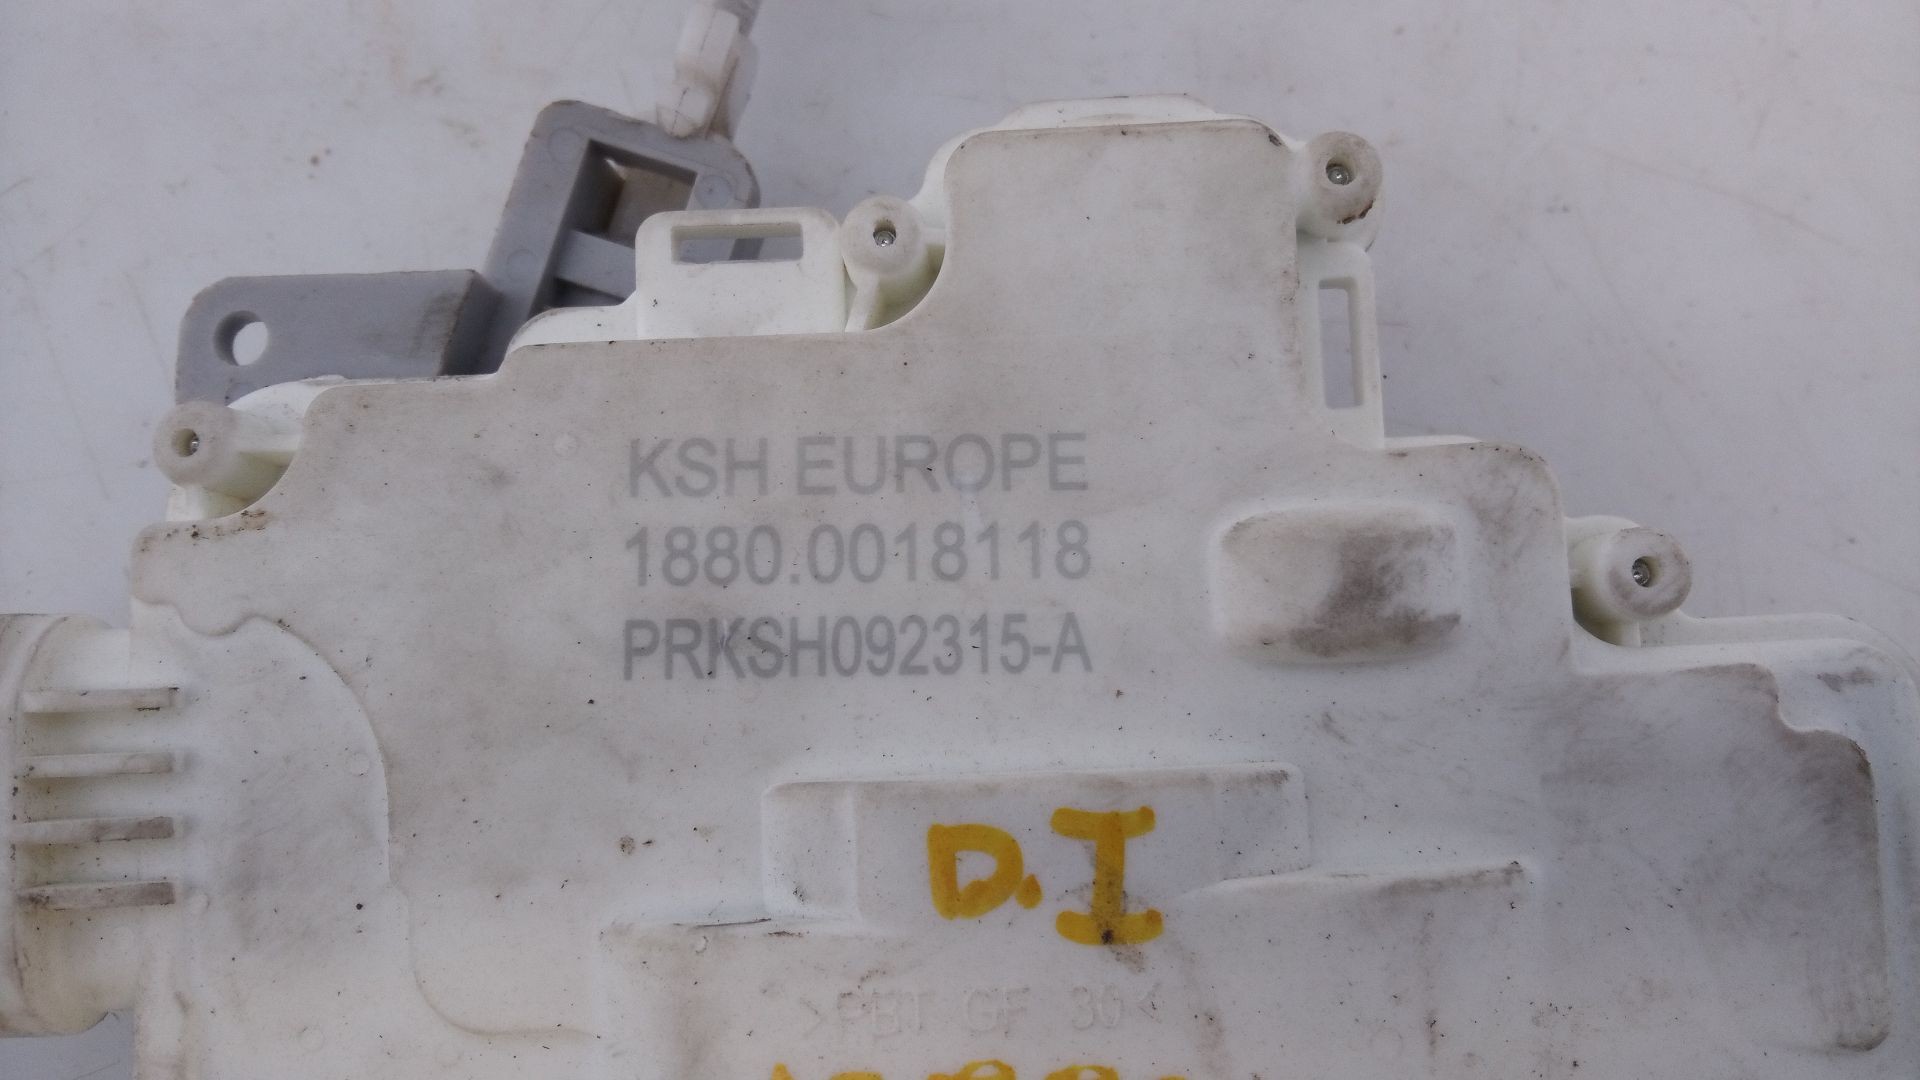 KSH EUROPE
1880.0018118
PRKSH092315-A
D.I
>PBT GF 30<